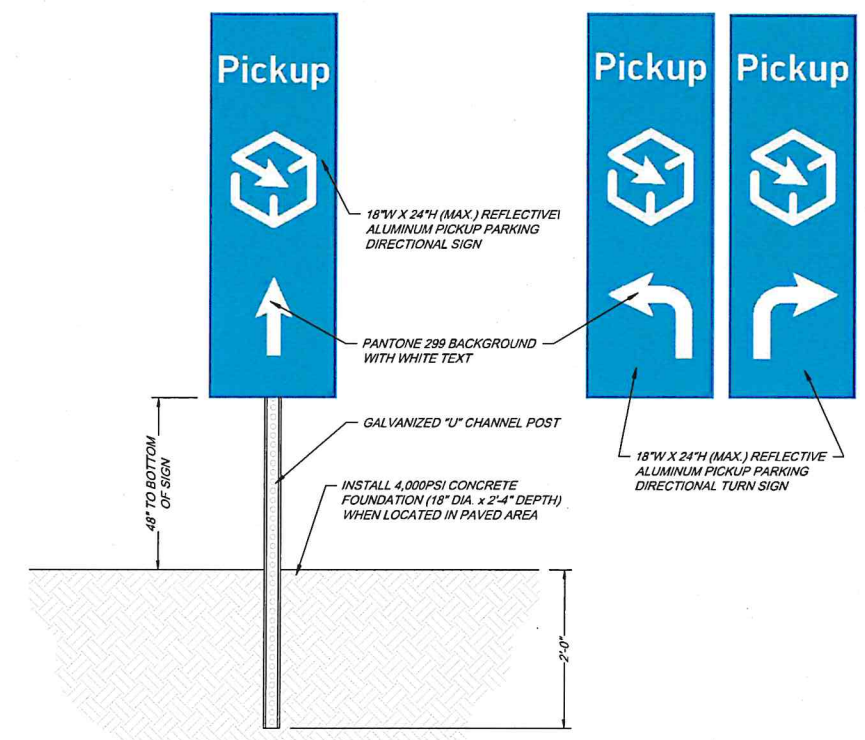 Pickup
Pickup
Pickup
18"W X 24"H (MAX.) REFLECTIVE
ALUMINUM PICKUP PARKING
DIRECTIONAL SIGN
PANTONE 299 BACKGROUND
WITH WHITE TEXT
GALVANIZED "U" CHANNEL POST
18"W X 24"H (MAX.) REFLECTIVE
ALUMINUM PICKUP PARKING
DIRECTIONAL TURN SIGN
48" TO BOTTOM
OF SIGN
INSTALL 4,000PSI CONCRETE
FOUNDATION (18" DIA. x 2'-4" DEPTH)
WHEN LOCATED IN PAVED AREA
2'-0"